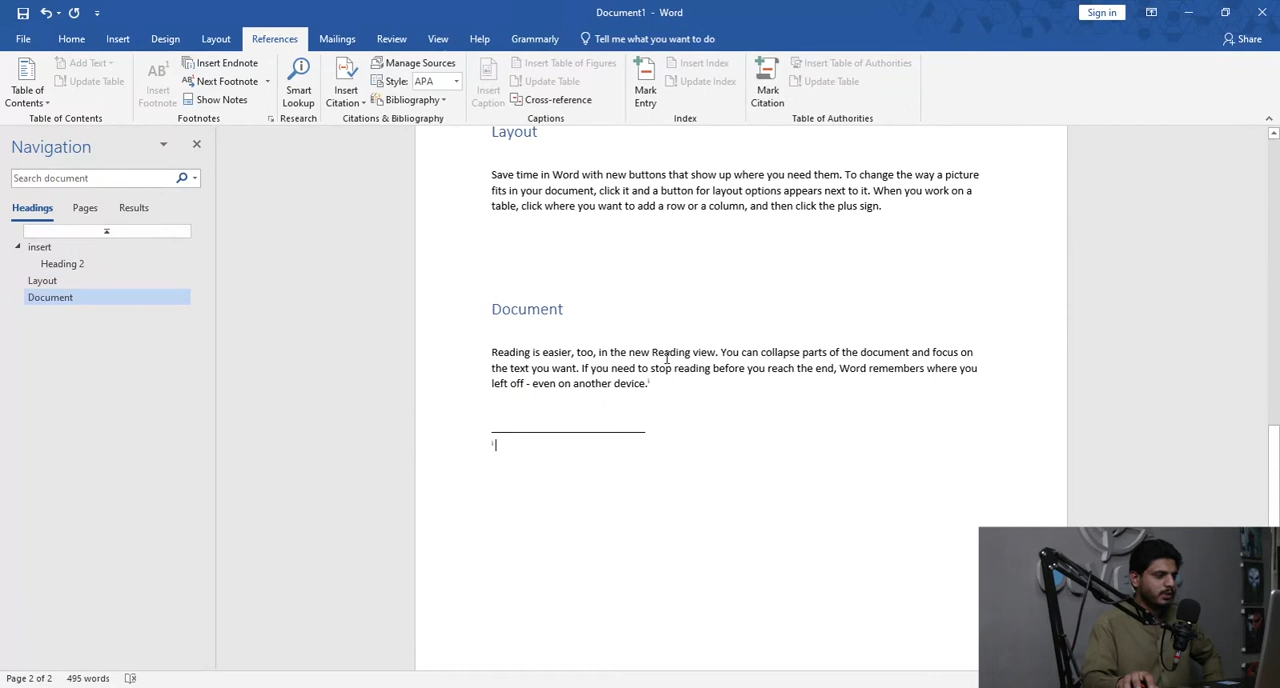 Document1 - Word
Sign in
File Home Insert Design Layout References Mailings Review View Help Grammarly Tell me what you want to do Share
Table of Contents
Add Text
Update Table
Table of Contents
AB1
Insert Footnote
Insert Endnote
Next Footnote
Show Notes
Footnotes
Smart Lookup
Research
Insert Citation
Manage Sources
Style: APA
Bibliography
Citations & Bibliography
Insert Caption
Insert Table of Figures
Update Table
Cross-reference
Captions
Mark Entry
Insert Index
Update Index
Index
Mark Citation
Insert Table of Authorities
Update Table
Table of Authorities
Navigation
Search document
Headings Pages Results
insert
Heading 2
Layout
Document
Layout
Save time in Word with new buttons that show up where you need them. To change the way a picture
fits in your document, click it and a button for layout options appears next to it. When you work on a
table, click where you want to add a row or a column, and then click the plus sign.
Document
Reading is easier, too, in the new Reading view. You can collapse parts of the document and focus on
the text you want. If you need to stop reading before you reach the end, Word remembers where you
left off - even on another device.i
i
Page 2 of 2 495 words